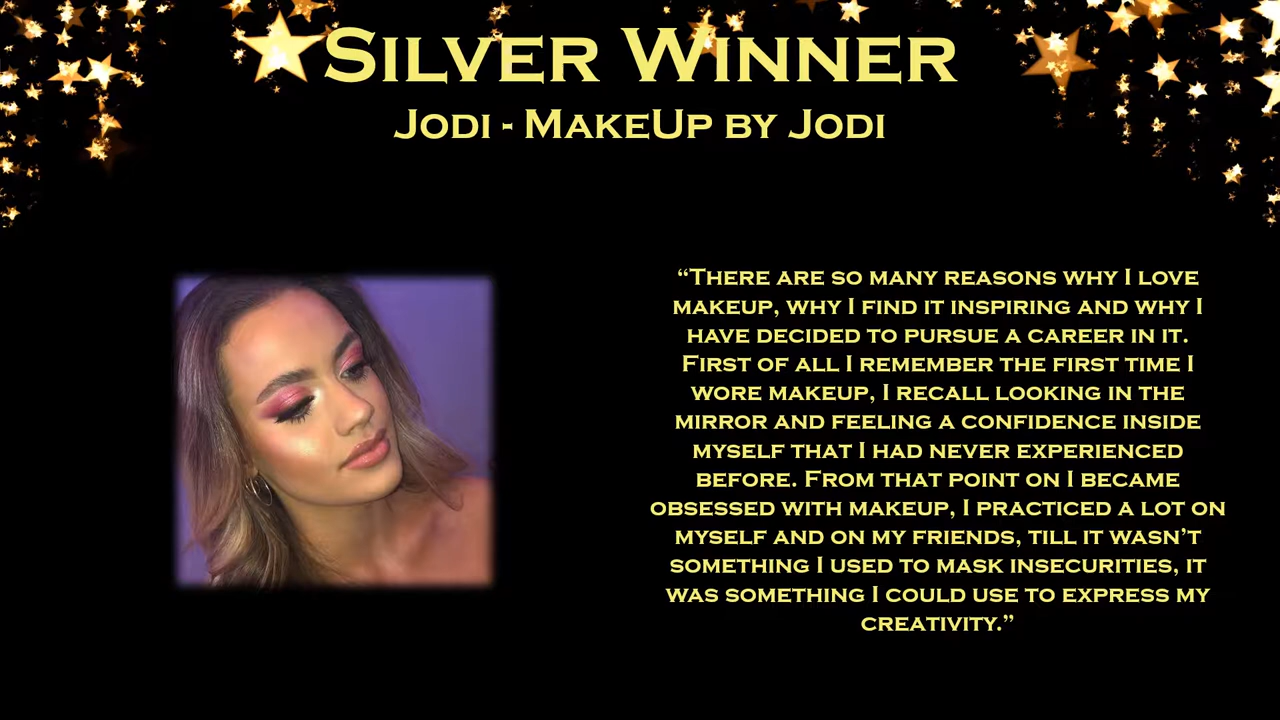 Silver Winner
Jodi - MakeUp by Jodi
“There are so many reasons why I love
makeup, why I find it inspiring and why I
have decided to pursue a career in it.
First of all I remember the first time I
wore makeup, I recall looking in the
mirror and feeling a confidence inside
myself that I had never experienced
before. From that point on I became
obsessed with makeup, I practiced a lot on
myself and on my friends, till it wasn’t
something I used to mask insecurities, it
was something I could use to express my
creativity.”